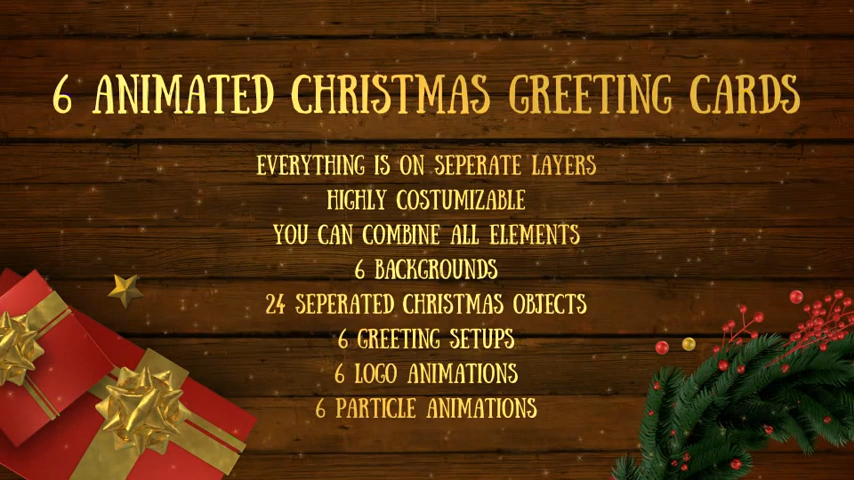 6 ANIMATED CHRISTMAS GREETING CARDS
EVERYTHING IS ON SEPERATE LAYERS
HIGHLY COSTUMIZABLE
YOU CAN COMBINE ALL ELEMENTS
6 BACKGROUNDS
24 SEPERATED CHRISTMAS OBJECTS
6 GREETING SETUPS
6 LOGO ANIMATIONS
6 PARTICLE ANIMATIONS